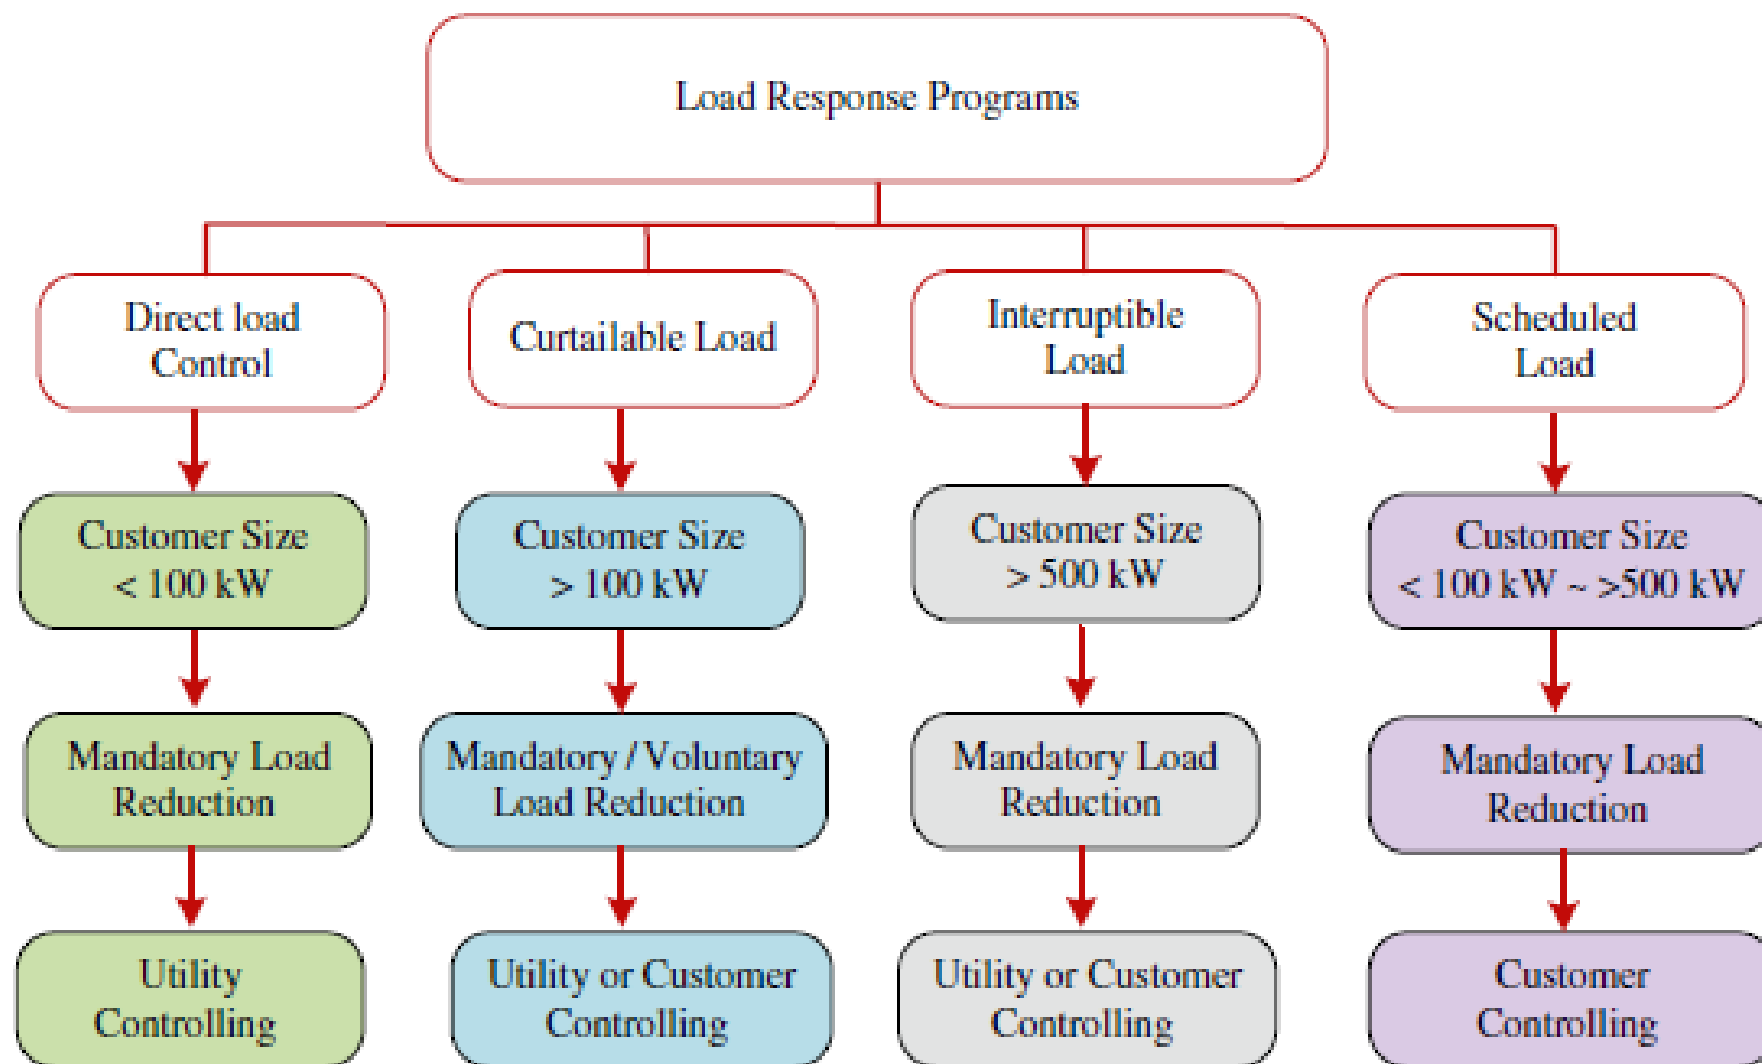 Load Response Programs
Direct load
Control
Curtailable Load
Interruptible
Load
Scheduled
Load
Customer Size
< 100 kW
Customer Size
> 100 kW
Customer Size
> 500 kW
Customer Size
< 100 kW ~ >500 kW
Mandatory Load
Reduction
Mandatory / Voluntary
Load Reduction
Mandatory Load
Reduction
Mandatory Load
Reduction
Utility
Controlling
Utility or Customer
Controlling
Utility or Customer
Controlling
Customer
Controlling